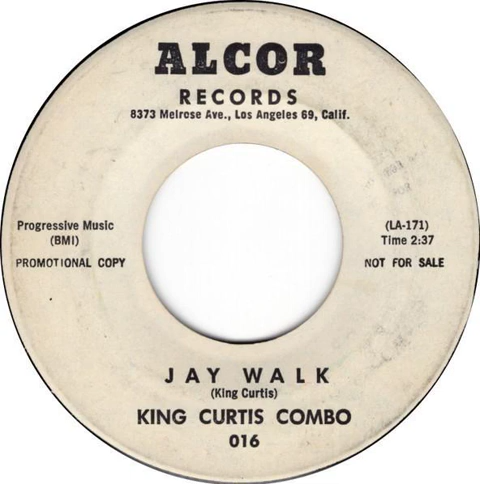 ALCOR
RECORDS
8373 Melrose Ave., Los Angeles 69, Calif.
Progressive Music
(BMI)
PROMOTIONAL COPY
(LA-171)
Time 2:37
NOT FOR SALE
JAY WALK
(King Curtis)
KING CURTIS COMBO
016